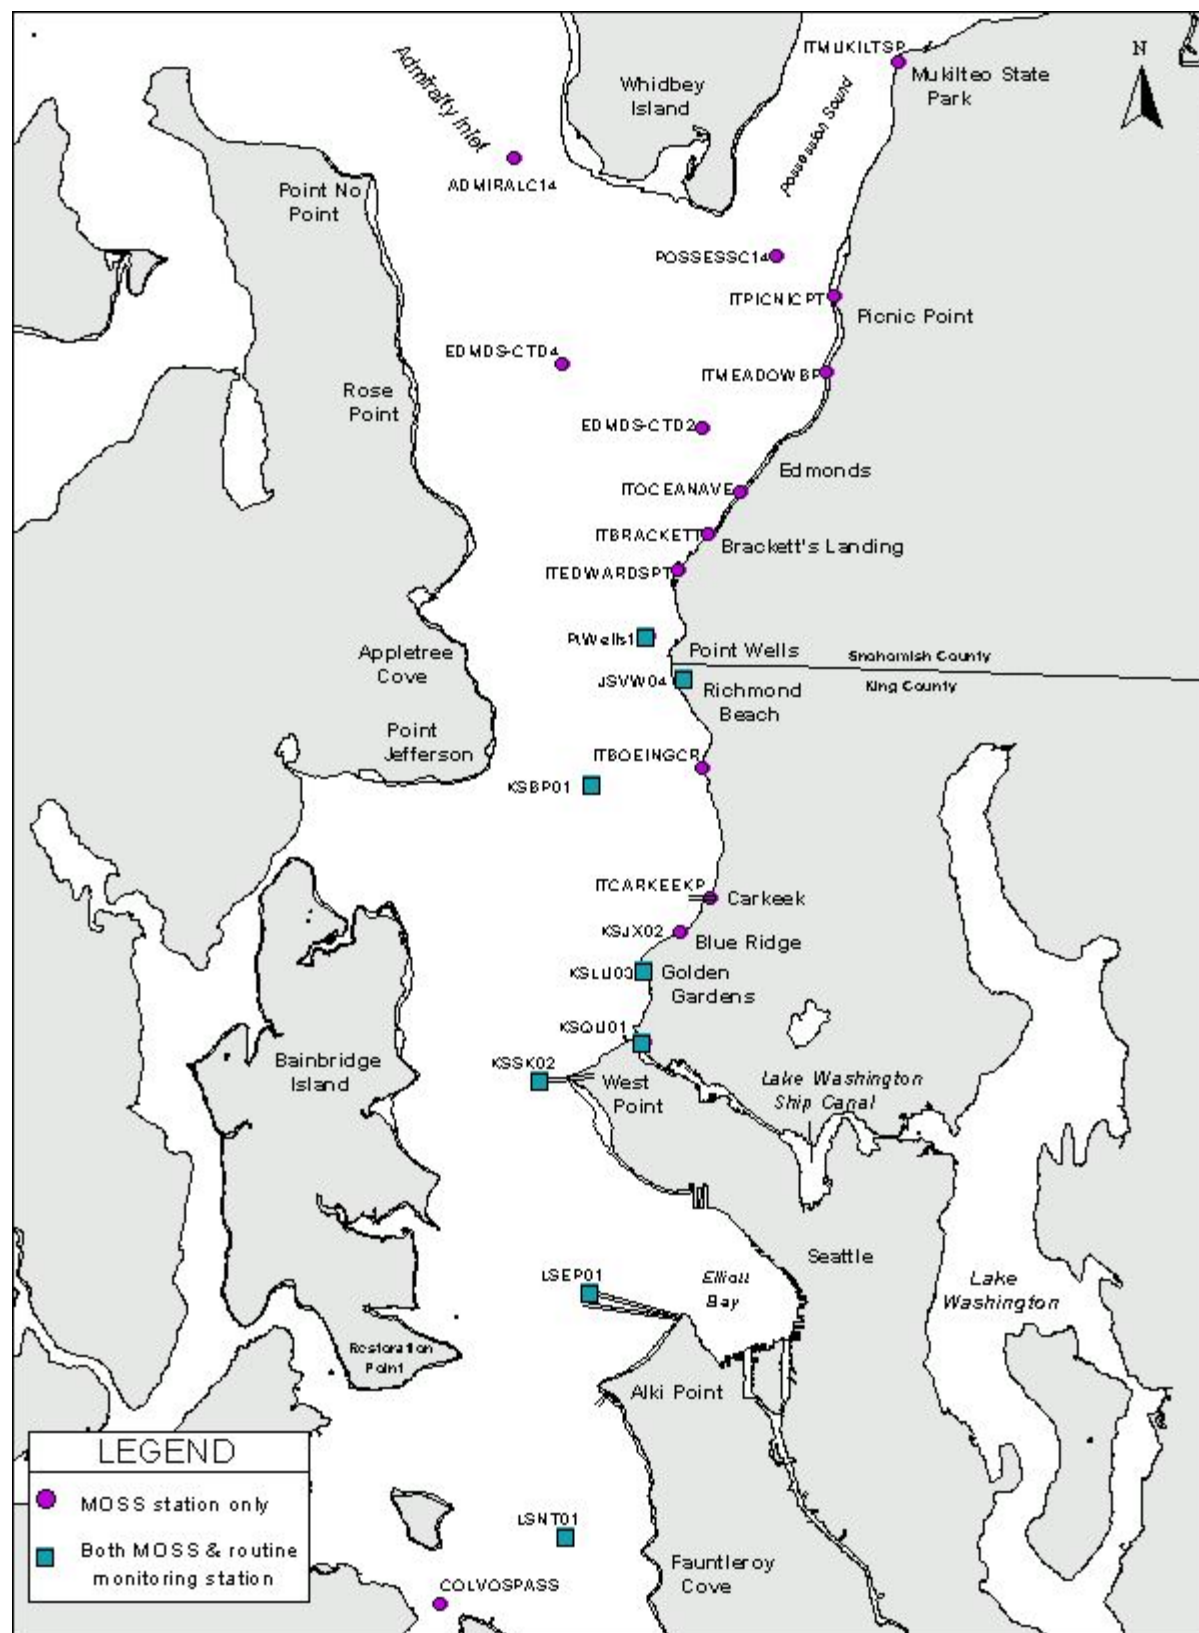 ITMUKILTSP
N
Mukilteo State
Park
Admiralty Inlet
Whidbey
Island
Possession Sound
ADMIRALC14
Point No
Point
POSSESSC14
ITPICNICPT
Picnic Point
EDMDS-CTD4
ITMEADOWBP
Rose
Point
EDMDS-CTD2
Edmonds
ITOCEANAVE
ITBRACKETT
Brackett's Landing
ITEDWARDSPT
PtWells1
Point Wells
Snohomish County
Appletree
Cove
JSVW04
King County
Richmond
Beach
Point
Jefferson
ITBOEINGCR
KSBP01
ITCARKEEKP
Carkeek
KSJX02
Blue Ridge
KSLU03
Golden
Gardens
KSQU01
Bainbridge
Island
KSSK02
West
Point
Lake Washington
Ship Canal
Seattle
LSEP01
Elliott
Bay
Lake
Washington
Restoration
Point
Alki Point
LEGEND
MOSS station only
Both MOSS & routine
monitoring station
LSNT01
Fauntleroy
Cove
COLVOSPASS